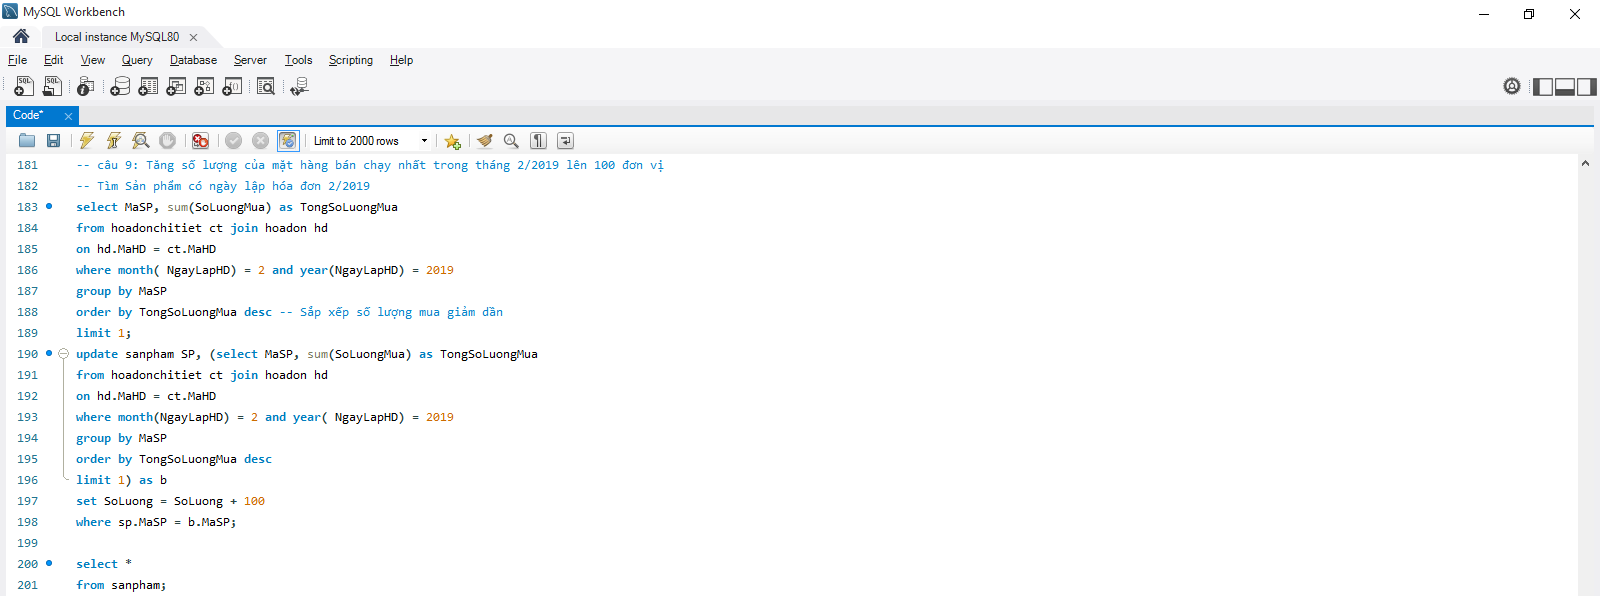 MySQL Workbench
Local instance MySQL80
File Edit View Query Database Server Tools Scripting Help
Code*
Limit to 2000 rows
181 -- câu 9: Tăng số lượng của mặt hàng bán chạy nhất trong tháng 2/2019 lên 100 đơn vị
182 -- Tìm Sản phẩm có ngày lập hóa đơn 2/2019
183 select MaSP, sum(SoLuongMua) as TongSoLuongMua
184 from hoadonchitiet ct join hoadon hd
185 on hd.MaHD = ct.MaHD
186 where month( NgayLapHD) = 2 and year(NgayLapHD) = 2019
187 group by MaSP
188 order by TongSoLuongMua desc -- Sắp xếp số lượng mua giảm dần
189 limit 1;
190 update sanpham SP, (select MaSP, sum(SoLuongMua) as TongSoLuongMua
191 from hoadonchitiet ct join hoadon hd
192 on hd.MaHD = ct.MaHD
193 where month(NgayLapHD) = 2 and year( NgayLapHD) = 2019
194 group by MaSP
195 order by TongSoLuongMua desc
196 limit 1) as b
197 set SoLuong = SoLuong + 100
198 where sp.MaSP = b.MaSP;
199
200 select *
201 from sanpham;